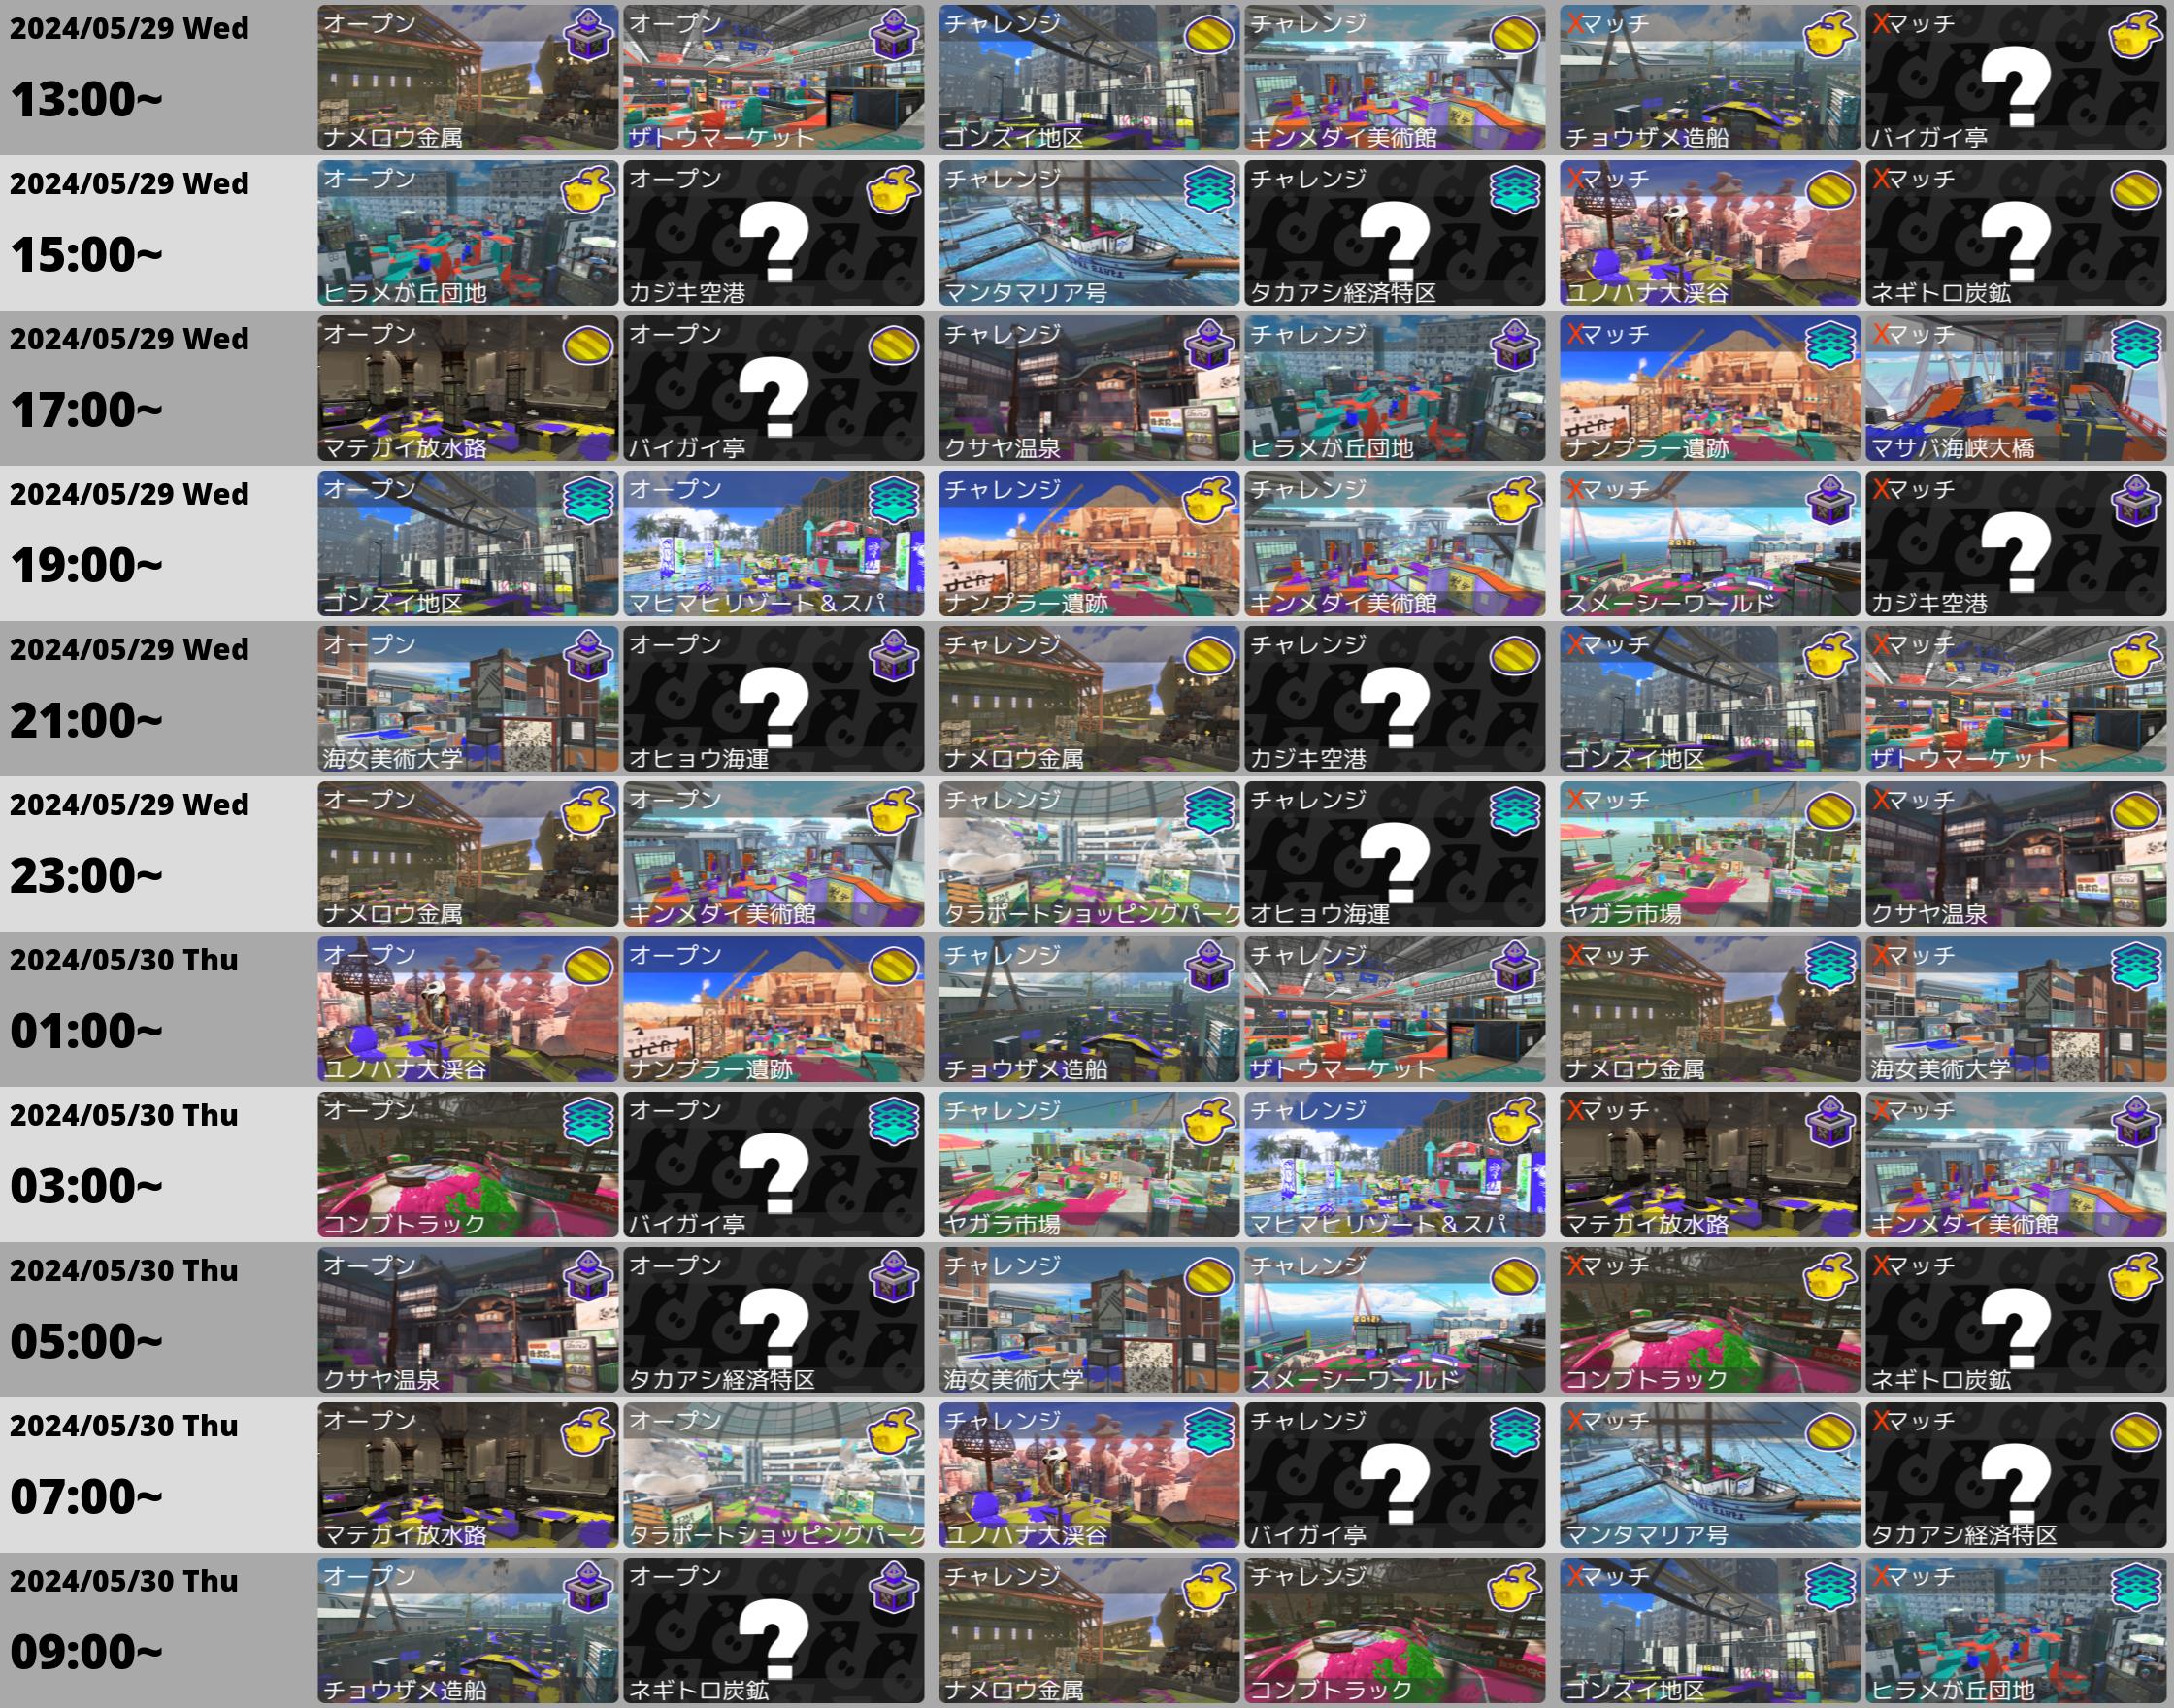 2024/05/29 Wed
13:00~
オープン
ナメロウ金属
オープン
ザトウマーケット
チャレンジ
ゴンズイ地区
チャレンジ
キンメダイ美術館
Xマッチ
チョウザメ造船
Xマッチ
?
バイガイ亭
2024/05/29 Wed
15:00~
オープン
ヒラメが丘団地
オープン
?
カジキ空港
チャレンジ
マンタマリア号
チャレンジ
?
タカアシ経済特区
Xマッチ
ユノハナ大渓谷
Xマッチ
?
ネギトロ炭鉱
2024/05/29 Wed
17:00~
オープン
マテガイ放水路
オープン
?
バイガイ亭
チャレンジ
クサヤ温泉
チャレンジ
ヒラメが丘団地
Xマッチ
ナンプラー遺跡
Xマッチ
マサバ海峡大橋
2024/05/29 Wed
19:00~
オープン
ゴンズイ地区
オープン
マヒマヒリゾート&スパ
チャレンジ
ナンプラー遺跡
チャレンジ
キンメダイ美術館
Xマッチ
スメーシーワールド
Xマッチ
?
カジキ空港
2024/05/29 Wed
21:00~
オープン
海女美術大学
オープン
?
オヒョウ海運
チャレンジ
ナメロウ金属
チャレンジ
?
カジキ空港
Xマッチ
ゴンズイ地区
Xマッチ
ザトウマーケット
2024/05/29 Wed
23:00~
オープン
ナメロウ金属
オープン
キンメダイ美術館
チャレンジ
タラポートショッピングパーク
チャレンジ
?
オヒョウ海運
Xマッチ
ヤガラ市場
Xマッチ
クサヤ温泉
2024/05/30 Thu
01:00~
オープン
ユノハナ大渓谷
オープン
ナンプラー遺跡
チャレンジ
チョウザメ造船
チャレンジ
ザトウマーケット
Xマッチ
ナメロウ金属
Xマッチ
海女美術大学
2024/05/30 Thu
03:00~
オープン
コンブトラック
オープン
?
バイガイ亭
チャレンジ
ヤガラ市場
チャレンジ
マヒマヒリゾート&スパ
Xマッチ
マテガイ放水路
Xマッチ
キンメダイ美術館
2024/05/30 Thu
05:00~
オープン
クサヤ温泉
オープン
?
タカアシ経済特区
チャレンジ
海女美術大学
チャレンジ
スメーシーワールド
Xマッチ
コンブトラック
Xマッチ
?
ネギトロ炭鉱
2024/05/30 Thu
07:00~
オープン
マテガイ放水路
オープン
タラポートショッピングパーク
チャレンジ
ユノハナ大渓谷
チャレンジ
?
バイガイ亭
Xマッチ
マンタマリア号
Xマッチ
?
タカアシ経済特区
2024/05/30 Thu
09:00~
オープン
チョウザメ造船
オープン
?
ネギトロ炭鉱
チャレンジ
ナメロウ金属
チャレンジ
コンブトラック
Xマッチ
ゴンズイ地区
Xマッチ
ヒラメが丘団地